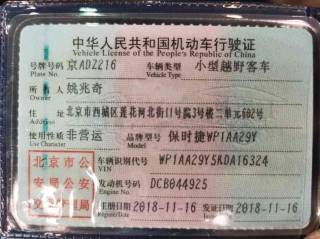 中华人民共和国机动车行驶证
Vehicle License of the People's Republic of China
号牌号码 京ADZ216 车辆类型 小型越野客车
Plate No. Vehicle Type
所有人 姚兆奇
Owner
住址 北京市西城区莲花河北街11号院3号楼二单元602号
Address
使用性质 非营运 品牌型号 保时捷WP1AA29Y
Use Character Model
北京市公 车辆识别代号 WP1AA29Y5KDA16324
VIN
安局公安 发动机号码 DCB044925
Engine No.
交通管理局 注册日期 2018-11-16 发证日期 2018-11-16
Register Date Issue Date